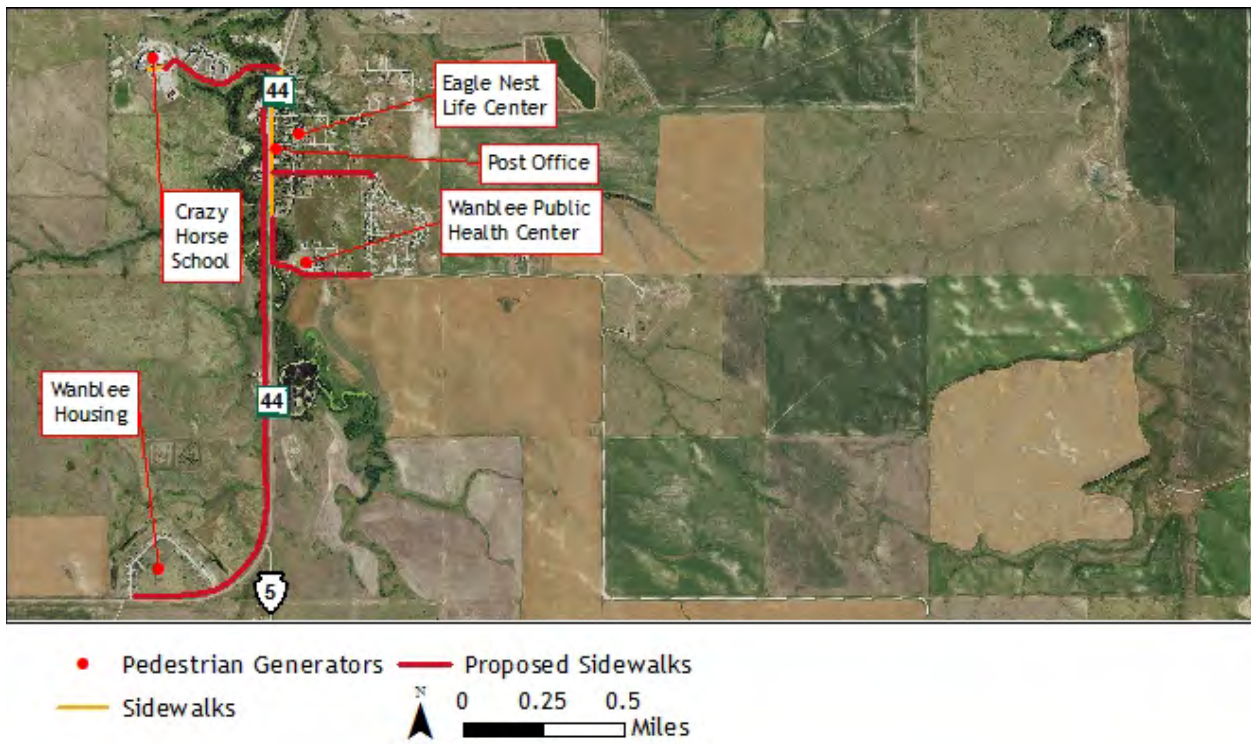 44
Eagle Nest
Life Center
Post Office
Crazy
Horse
School
Wanblee Public
Health Center
44
Wanblee
Housing
5
Pedestrian Generators
Proposed Sidewalks
Sidewalks
N
0 0.25 0.5
Miles